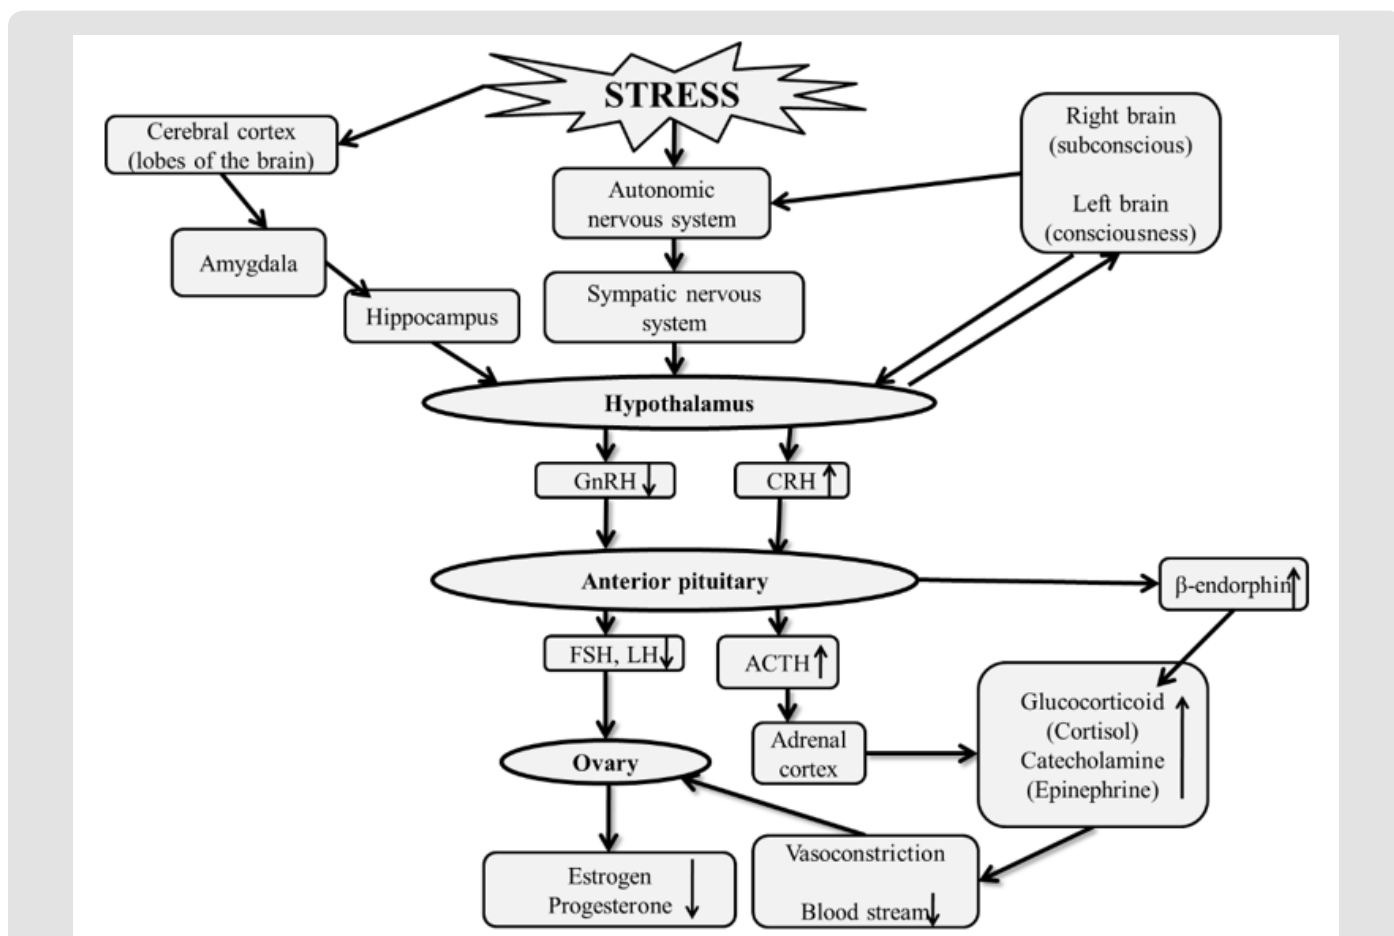 STRESS
Cerebral cortex
(lobes of the brain)
Right brain
(subconscious)
Left brain
(consciousness)
Autonomic
nervous system
Amygdala
Sympatic nervous
system
Hippocampus
Hypothalamus
GnRH↓
CRH↑
Anterior pituitary
β-endorphin↑
FSH, LH↓
ACTH↑
Glucocorticoid
(Cortisol)
Catecholamine
(Epinephrine)
Adrenal
cortex
Ovary
Vasoconstriction
Blood stream↓
Estrogen
Progesterone